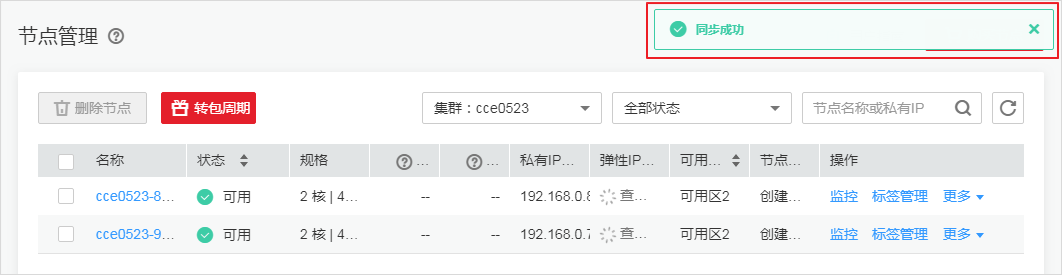 节点管理
同步成功
删除节点 转包周期 集群：cce0523 全部状态 节点名称或私有IP
名称 状态 规格 ... ... 私有IP... 弹性IP... 可用... 节点... 操作
cce0523-8... 可用 2 核 | 4... -- -- 192.168.0.8 查... 可用区2 创建... 监控 标签管理 更多
cce0523-9... 可用 2 核 | 4... -- -- 192.168.0.7 查... 可用区2 创建... 监控 标签管理 更多